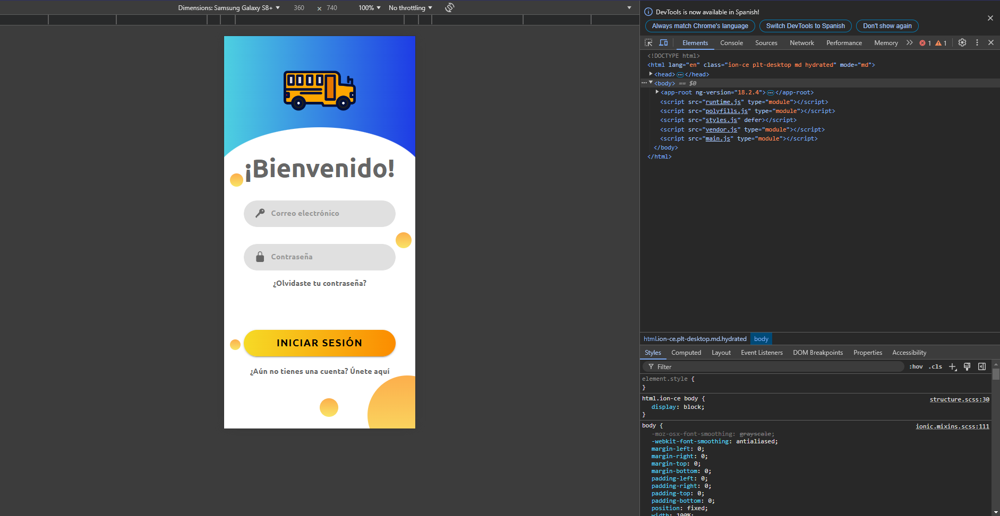 Dimensions: Samsung Galaxy S8+ ▼ 360 × 740 100% ▼ No throttling ▼
¡Bienvenido!
Correo electrónico
Contraseña
¿Olvidaste tu contraseña?
INICIAR SESIÓN
¿Aún no tienes una cuenta? Únete aquí
DevTools is now available in Spanish!
Always match Chrome's language Switch DevTools to Spanish Don't show again
Elements Console Sources Network Performance Memory 1 1
<!DOCTYPE html>
<html lang="en" class="ion-ce plt-desktop md hydrated" mode="md">
<head> ⋯ </head>
<body> == $0
<app-root ng-version="18.2.4"> ⋯ </app-root>
<script src="runtime.js" type="module"></script>
<script src="polyfills.js" type="module"></script>
<script src="styles.js" defer></script>
<script src="vendor.js" type="module"></script>
<script src="main.js" type="module"></script>
</body>
</html>
html.ion-ce.plt-desktop.md.hydrated body
Styles Computed Layout Event Listeners DOM Breakpoints Properties Accessibility
Filter :hov .cls
element.style {
}
html.ion-ce body { structure.scss:30
display: block;
}
body { ionic.mixins.scss:111
-moz-osx-font-smoothing: grayscale;
-webkit-font-smoothing: antialiased;
margin-left: 0;
margin-right: 0;
margin-top: 0;
margin-bottom: 0;
padding-left: 0;
padding-right: 0;
padding-top: 0;
padding-bottom: 0;
position: fixed;
width: 100%;